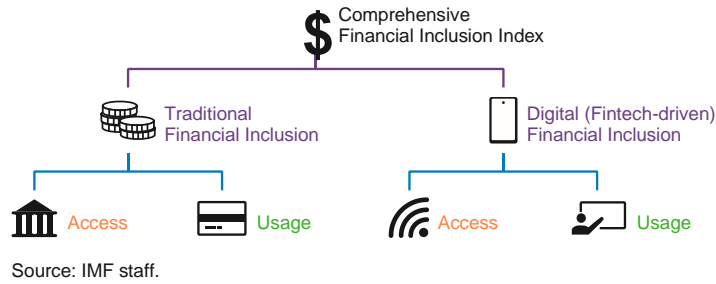 $ Comprehensive
Financial Inclusion Index
Traditional
Financial Inclusion
Digital (Fintech-driven)
Financial Inclusion
Access
Usage
Access
Usage
Source: IMF staff.